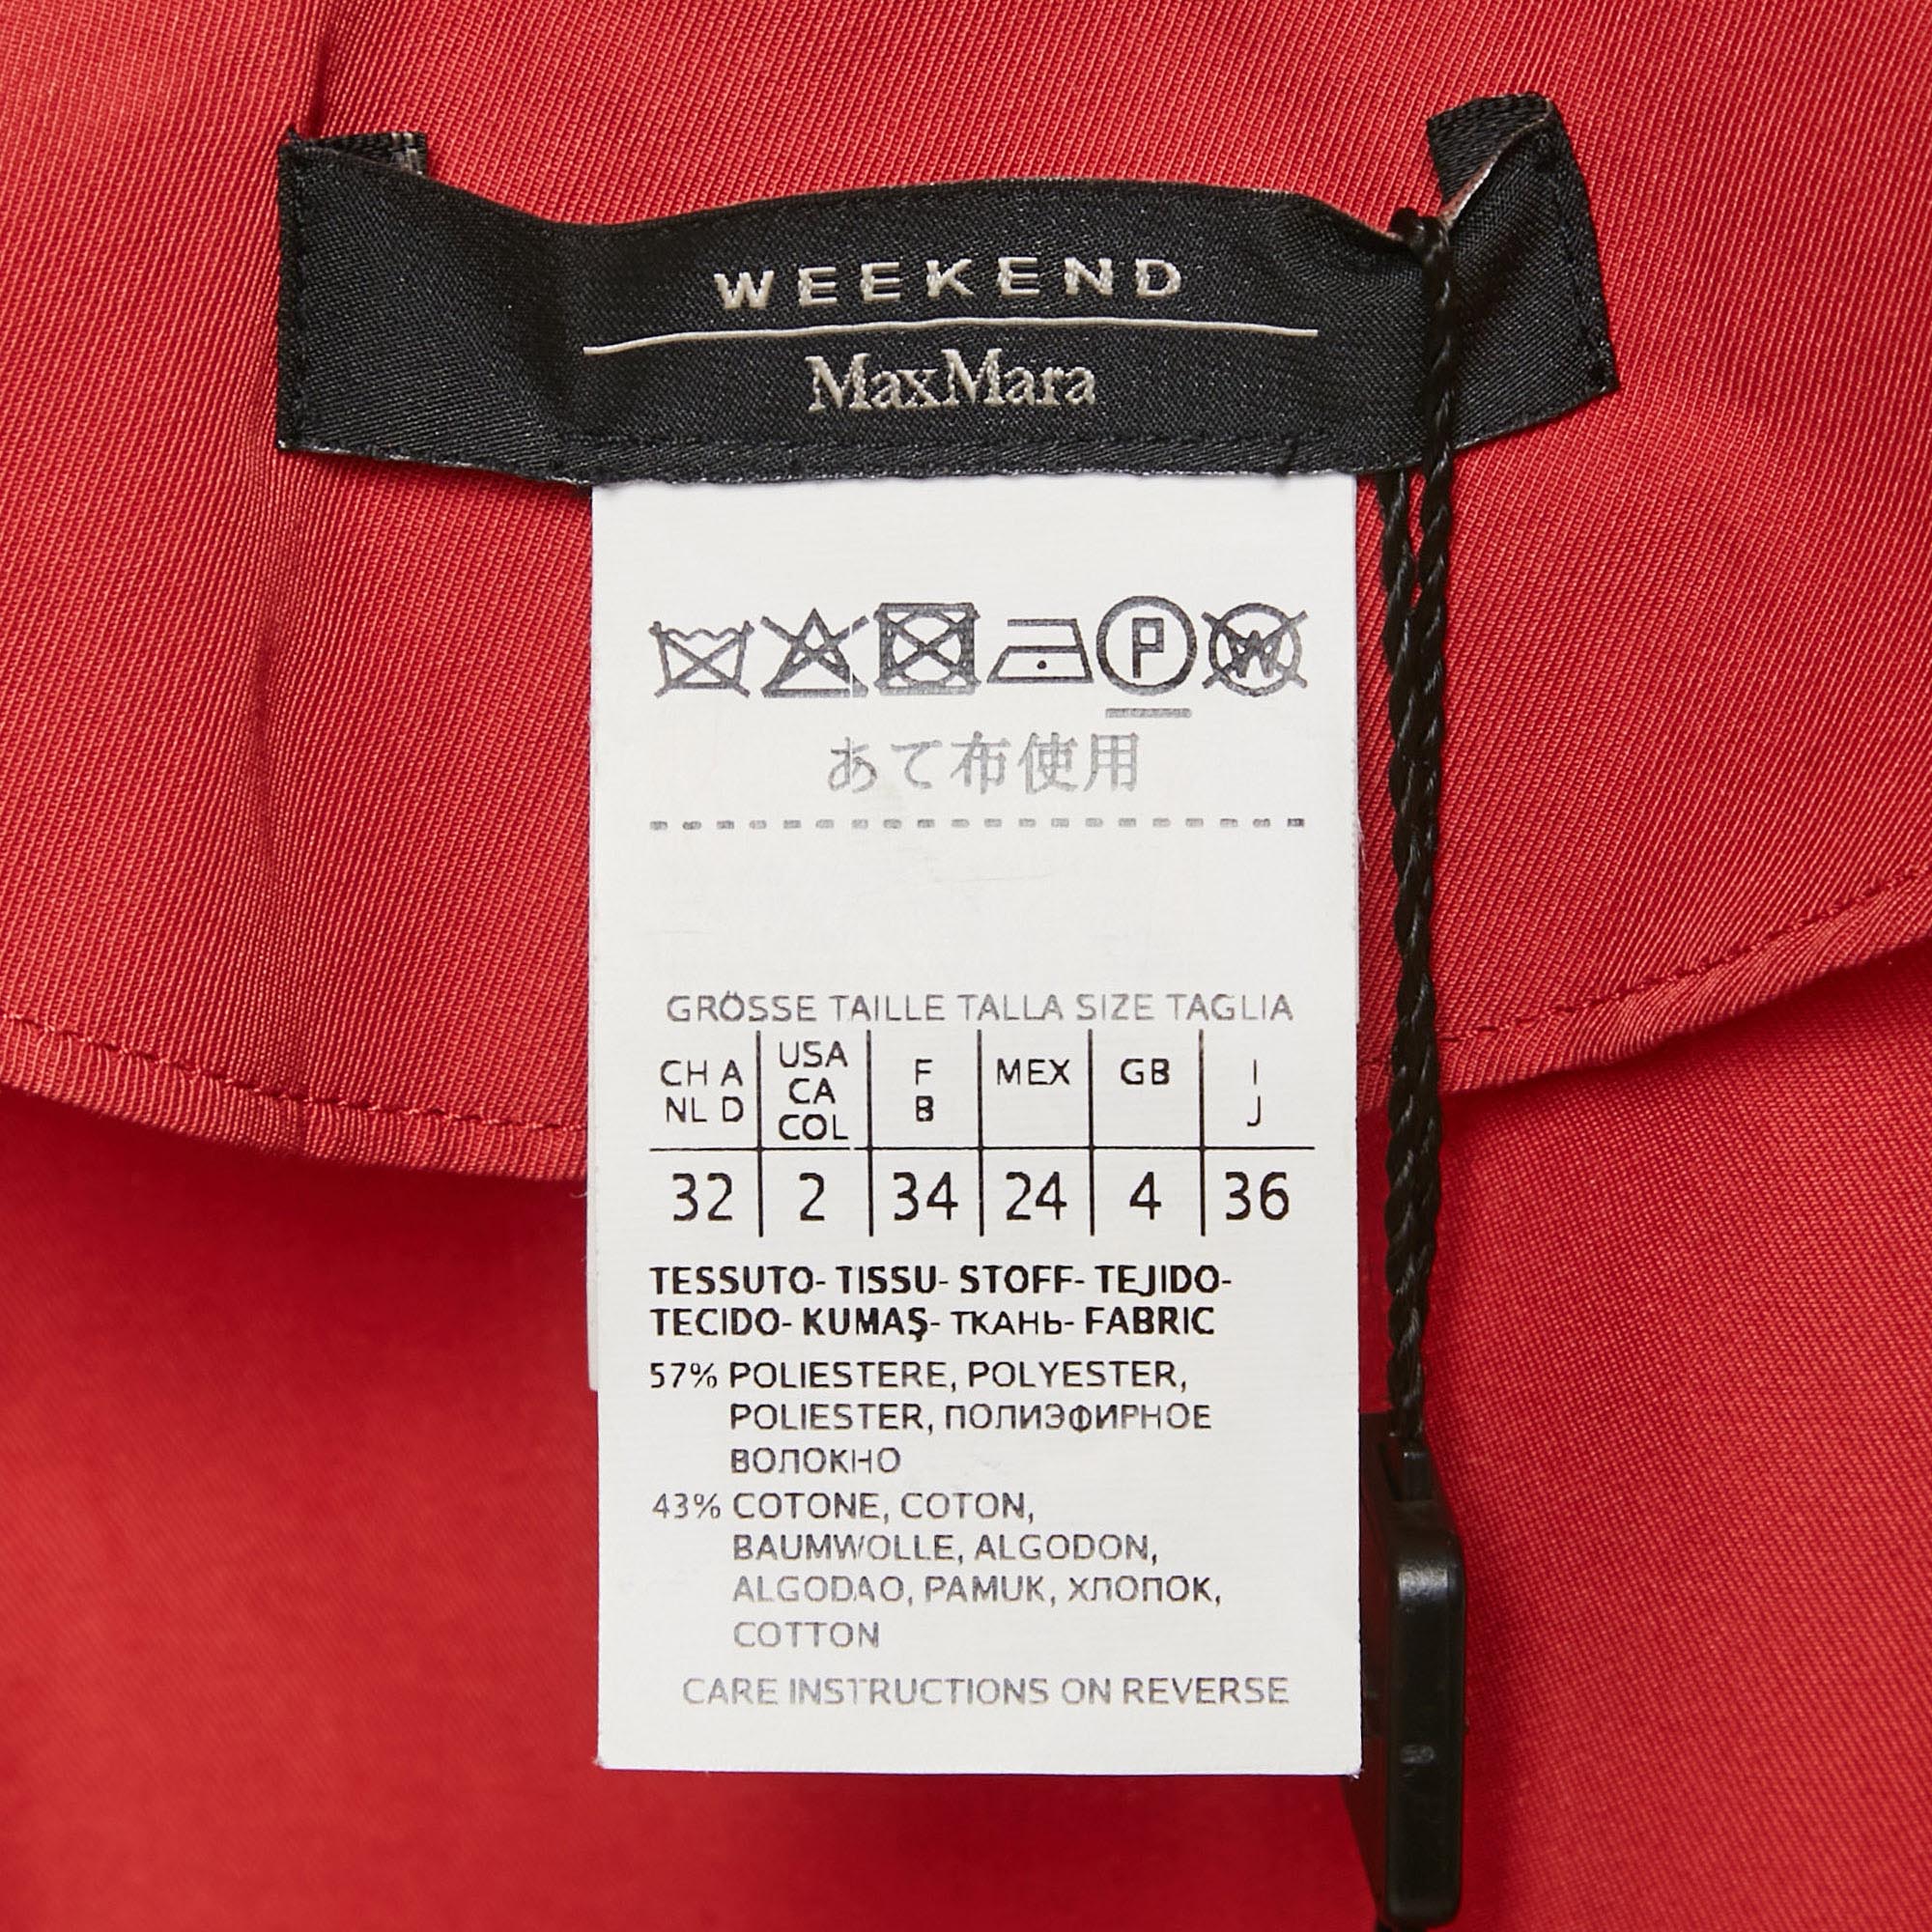 WEEKEND
MaxMara
P W
あて布使用
GRÖSSE TAILLE TALLA SIZE TAGLIA
CH A NL D USA CA COL F B MEX GB I J
32 2 34 24 4 36
TESSUTO- TISSU- STOFF- TEJIDO-
TECIDO- KUMAŞ- ТКАНЬ- FABRIC
57% POLIESTERE, POLYESTER,
POLIESTER, ПОЛИЭФИРНОЕ
ВОЛОКНО
43% COTONE, COTON,
BAUMWOLLE, ALGODON,
ALGODAO, PAMUK, ХЛОПОК,
COTTON
CARE INSTRUCTIONS ON REVERSE